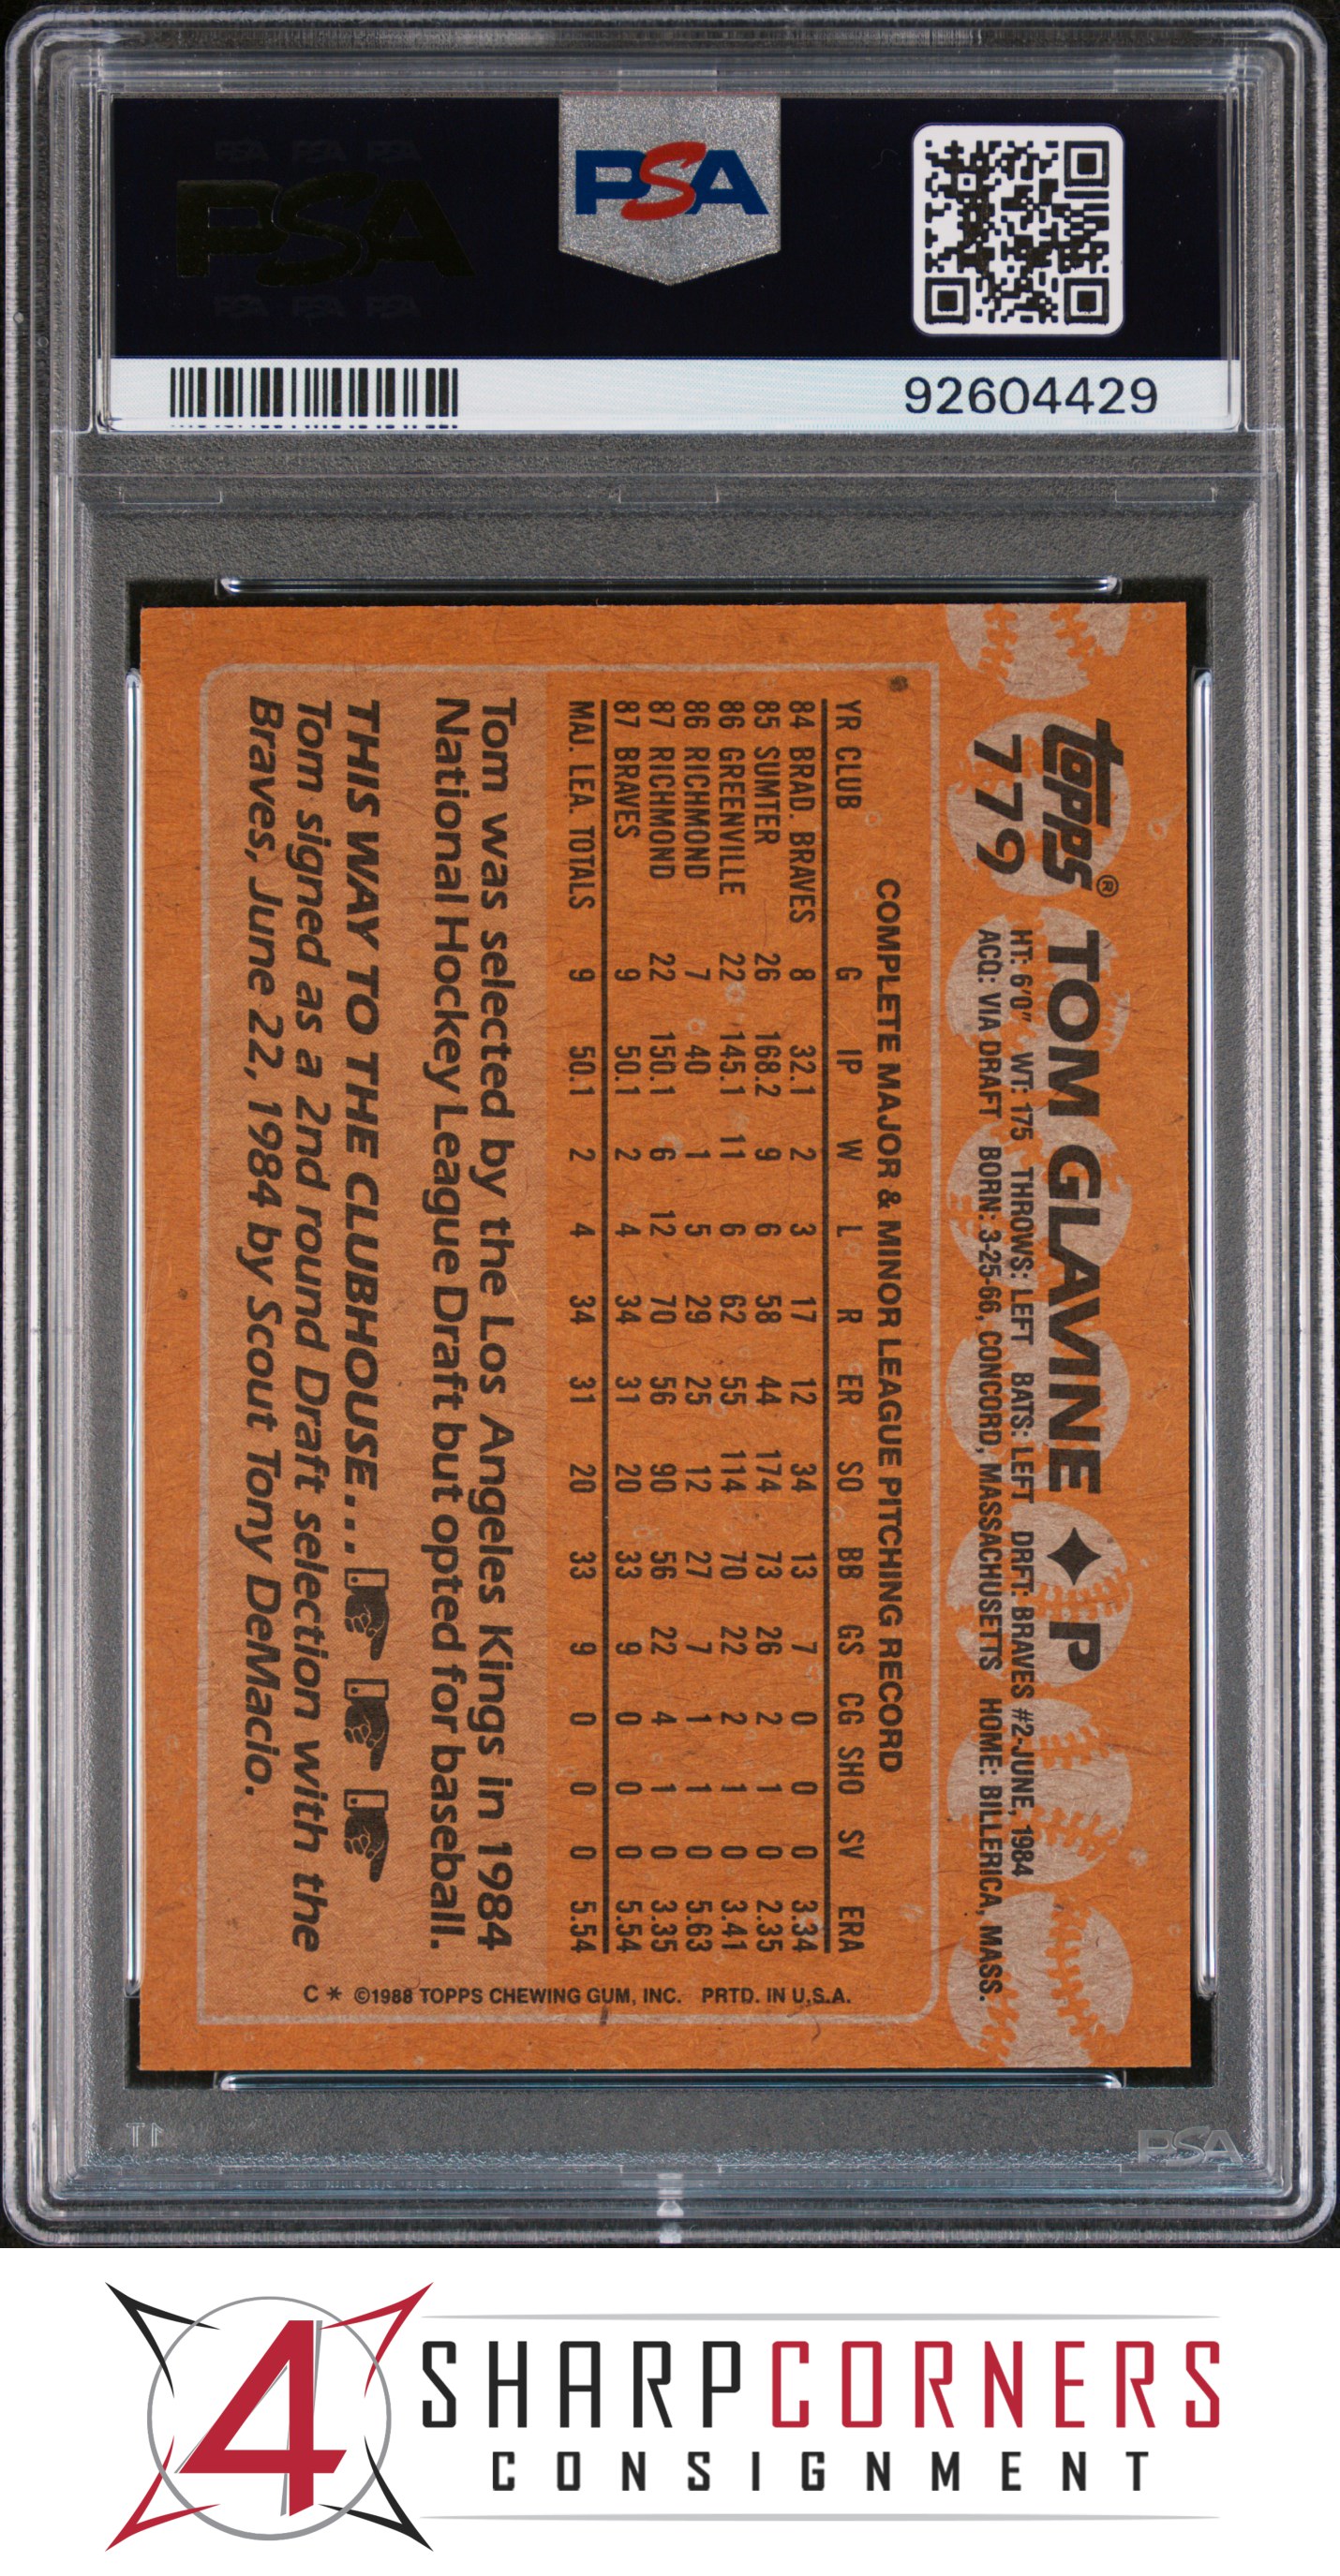 PSA PSA PSA
PSA
PSA PSA PSA
PSA
92604429
topps®
779
TOM GLAVINE ✦ P
HT: 6'0" WT: 175 THROWS: LEFT BATS: LEFT DRFT: BRAVES #2-JUNE, 1984
ACQ: VIA DRAFT BORN: 3-25-66, CONCORD, MASSACHUSETTS HOME: BILLERICA, MASS.
COMPLETE MAJOR & MINOR LEAGUE PITCHING RECORD
YR CLUB G IP W L R ER SO BB GS CG SHO SV ERA
84 BRAD. BRAVES 8 32.1 2 3 17 12 34 13 7 0 0 0 3.34
85 SUMTER 26 168.2 9 6 58 44 174 73 26 2 1 0 2.35
86 GREENVILLE 22 145.1 11 6 62 55 114 70 22 2 1 0 3.41
86 RICHMOND 7 40 1 5 29 25 12 27 7 1 1 0 5.63
87 RICHMOND 22 150.1 6 12 70 56 90 56 22 4 1 0 3.35
87 BRAVES 9 50.1 2 4 34 31 20 33 9 0 0 0 5.54
MAJ. LEA. TOTALS 9 50.1 2 4 34 31 20 33 9 0 0 0 5.54
Tom was selected by the Los Angeles Kings in 1984
National Hockey League Draft but opted for baseball.
THIS WAY TO THE CLUBHOUSE...
Tom signed as a 2nd round Draft selection with the
Braves, June 22, 1984 by Scout Tony DeMacio.
C * ©1988 TOPPS CHEWING GUM, INC. PRTD. IN U.S.A.
PSA
4 SHARPCORNERS
CONSIGNMENT